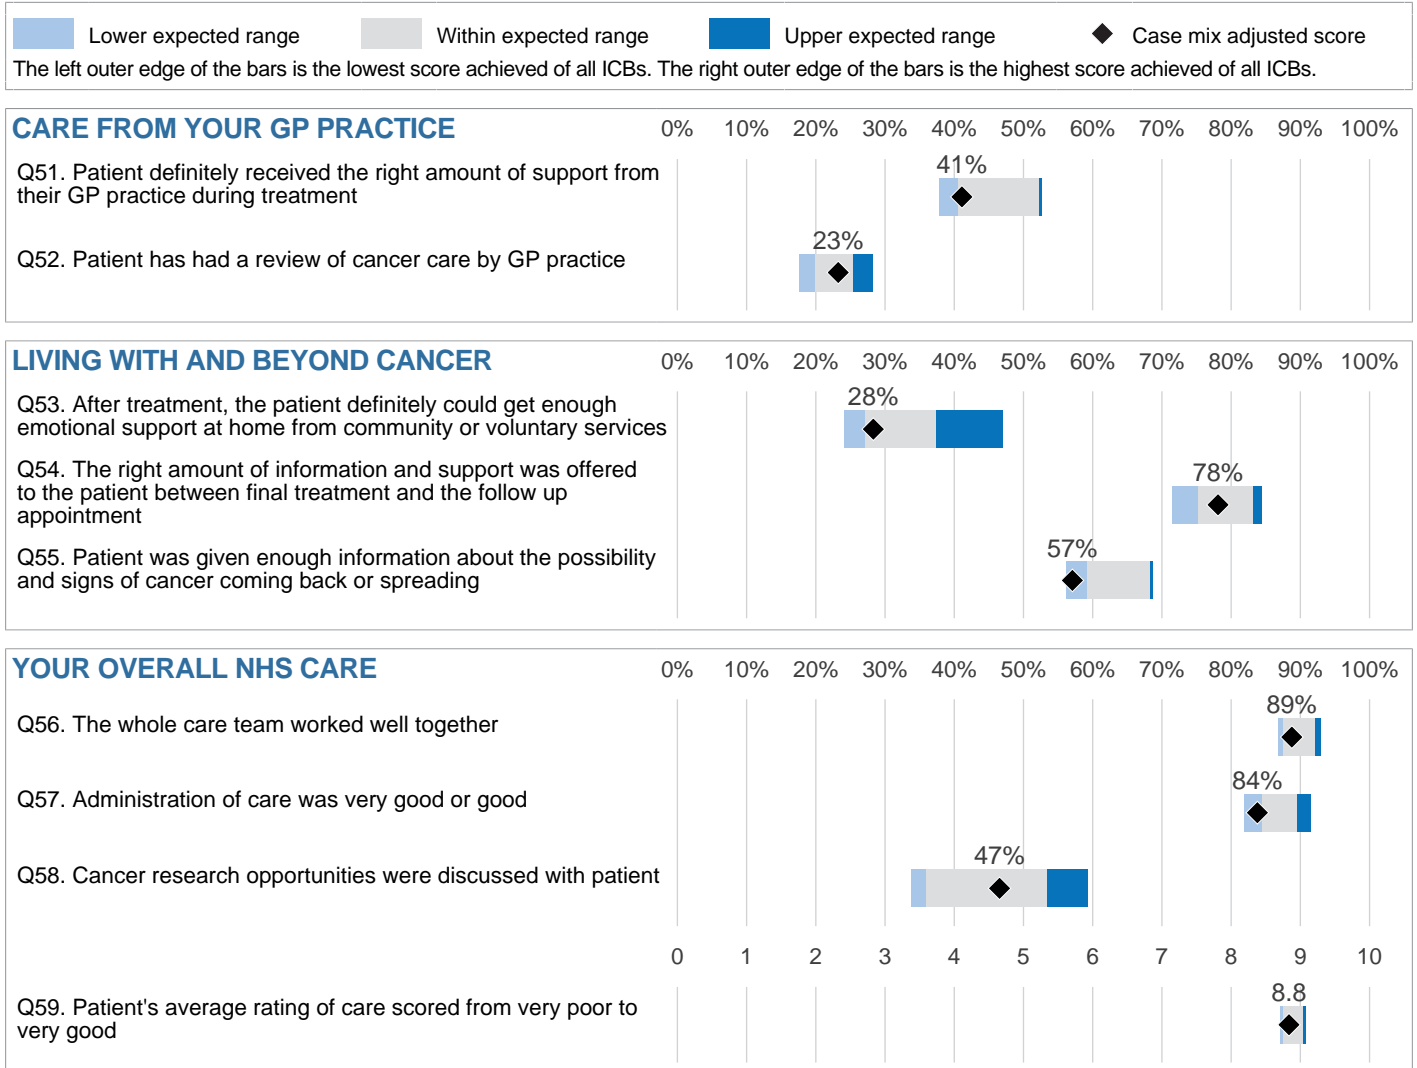 Lower expected range Within expected range Upper expected range Case mix adjusted score
The left outer edge of the bars is the lowest score achieved of all ICBs. The right outer edge of the bars is the highest score achieved of all ICBs.
CARE FROM YOUR GP PRACTICE 0% 10% 20% 30% 40% 50% 60% 70% 80% 90% 100%
41%
Q51. Patient definitely received the right amount of support from
their GP practice during treatment
23%
Q52. Patient has had a review of cancer care by GP practice
LIVING WITH AND BEYOND CANCER 0% 10% 20% 30% 40% 50% 60% 70% 80% 90% 100%
28%
Q53. After treatment, the patient definitely could get enough
emotional support at home from community or voluntary services
78%
Q54. The right amount of information and support was offered
to the patient between final treatment and the follow up
appointment
57%
Q55. Patient was given enough information about the possibility
and signs of cancer coming back or spreading
YOUR OVERALL NHS CARE 0% 10% 20% 30% 40% 50% 60% 70% 80% 90% 100%
89%
Q56. The whole care team worked well together
84%
Q57. Administration of care was very good or good
47%
Q58. Cancer research opportunities were discussed with patient
0 1 2 3 4 5 6 7 8 9 10
8.8
Q59. Patient's average rating of care scored from very poor to
very good